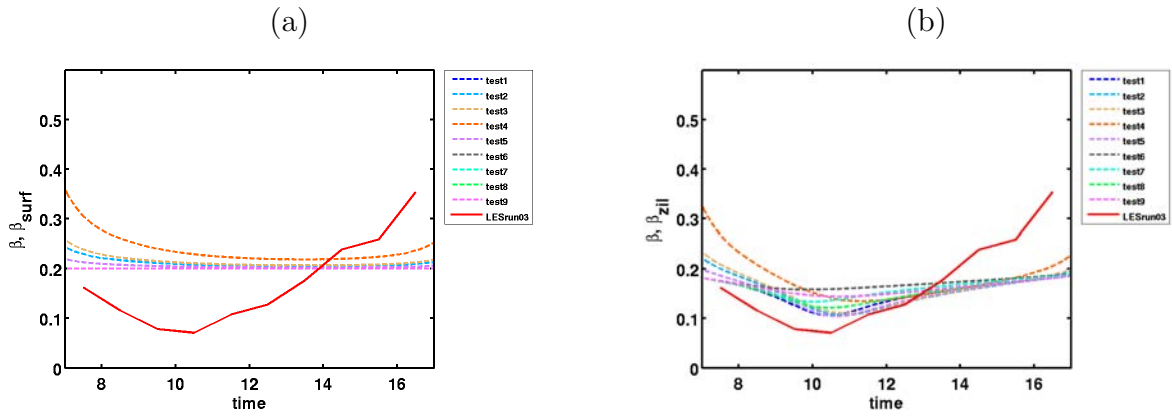 (a)
0.5
0.4
0.3
0.2
0.1
0
β, βsurf
8 10 12 14 16
time
test1
test2
test3
test4
test5
test6
test7
test8
test9
LESrun03
(b)
0.5
0.4
0.3
0.2
0.1
0
β, βzil
8 10 12 14 16
time
test1
test2
test3
test4
test5
test6
test7
test8
test9
LESrun03